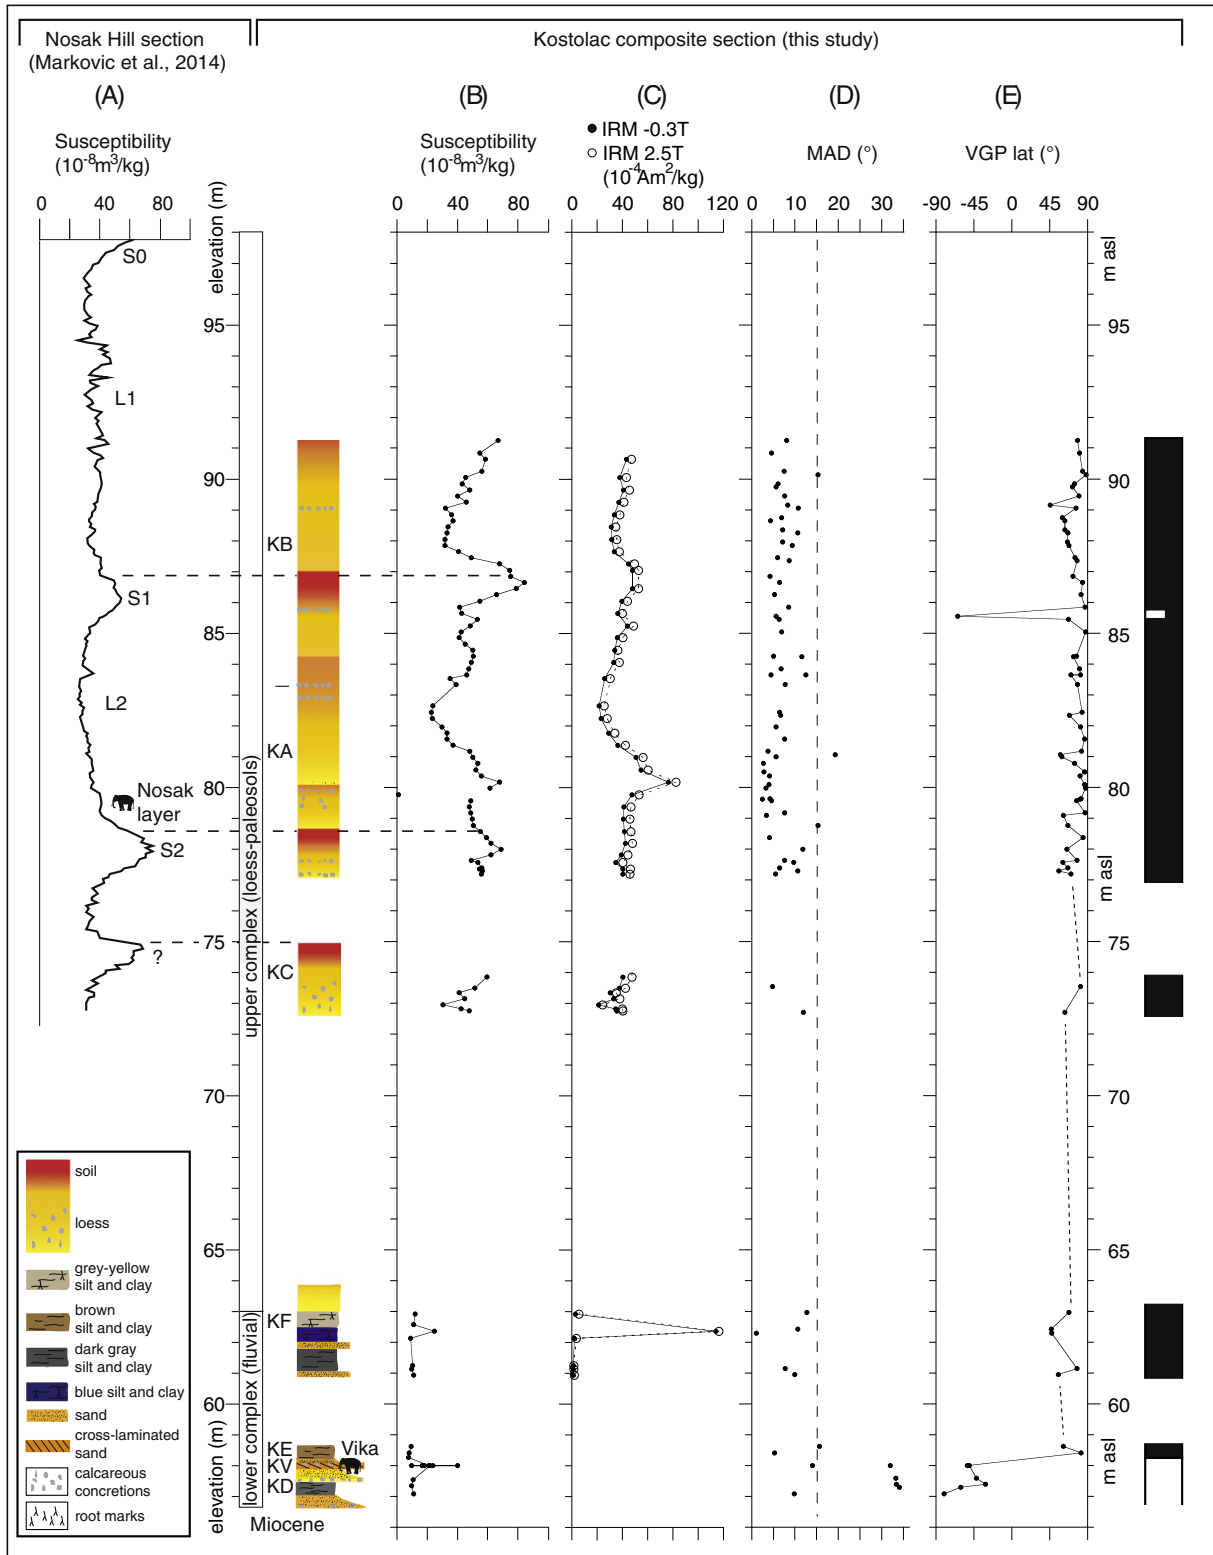 Nosak Hill section
(Markovic et al., 2014)
Kostolac composite section (this study)
(A)
(B)
(C)
(D)
(E)
Susceptibility
(10-8m3/kg)
Susceptibility
(10-8m3/kg)
IRM -0.3T
IRM 2.5T
(10-4Am2/kg)
MAD (°)
VGP lat (°)
0 40 80
0 40 80
0 40 80 120
0 10 20 30
-90 -45 0 45 90
elevation (m)
m asl
S0
95
95
L1
90
90
KB
S1
85
85
L2
KA
80
80
Nosak
layer
S2
upper complex (loess-paleosols)
m asl
75
75
?
KC
70
70
65
65
KF
lower complex (fluvial)
60
60
elevation (m)
m asl
KE
Vika
KV
KD
Miocene
soil
loess
grey-yellow
silt and clay
brown
silt and clay
dark gray
silt and clay
blue silt and clay
sand
cross-laminated
sand
calcareous
concretions
root marks